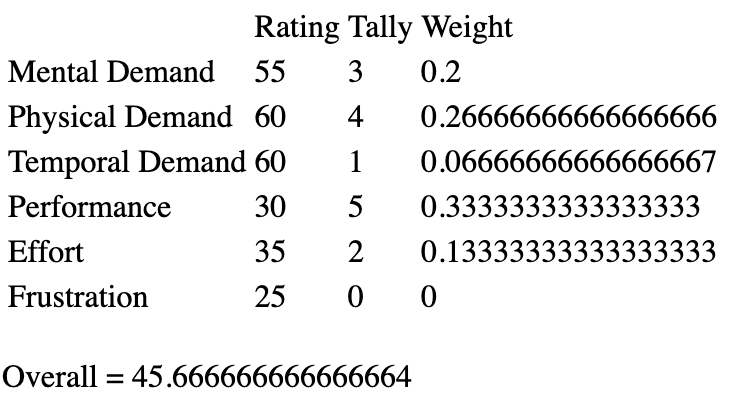 Rating Tally Weight
Mental Demand 55 3 0.2
Physical Demand 60 4 0.26666666666666666
Temporal Demand 60 1 0.06666666666666667
Performance 30 5 0.3333333333333333
Effort 35 2 0.13333333333333333
Frustration 25 0 0
Overall = 45.666666666666664